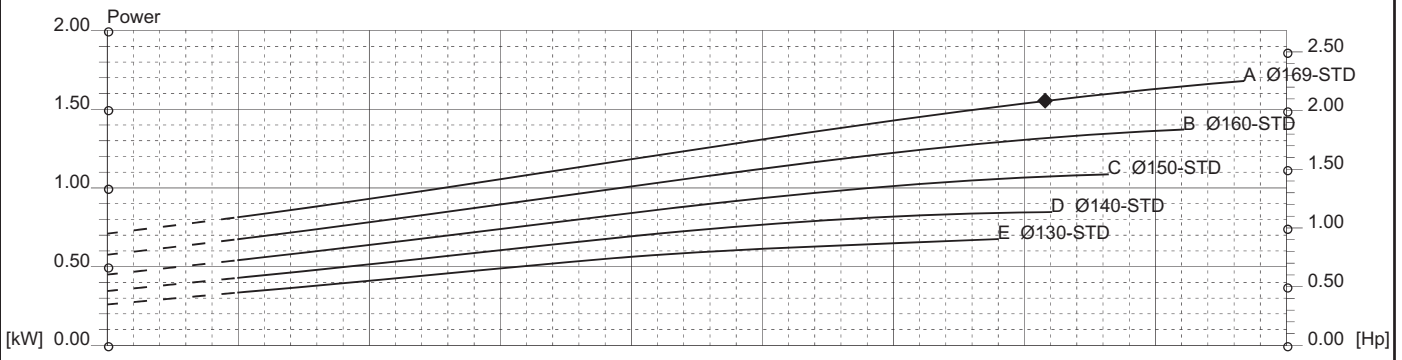 Power
2.00
2.50
A Ø169-STD
1.50
2.00
B Ø160-STD
1.50
C Ø150-STD
1.00
D Ø140-STD
1.00
E Ø130-STD
0.50
0.50
[kW] 0.00
0.00 [Hp]